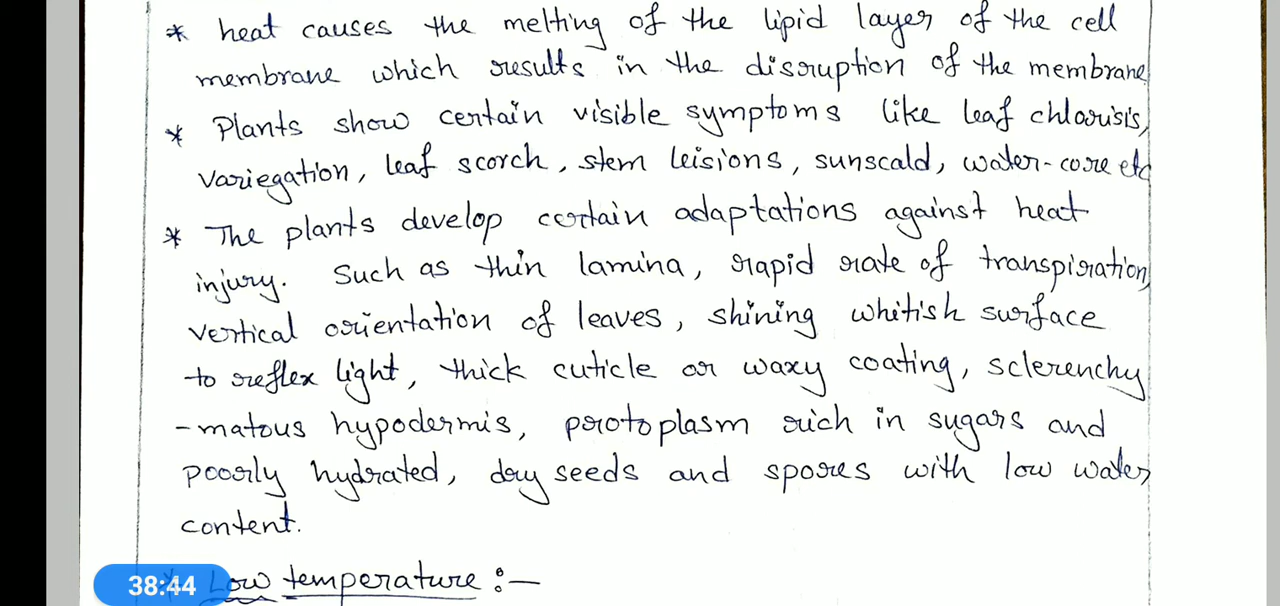 * heat causes the melting of the lipid layer of the cell
membrane which results in the disruption of the membrane
* Plants show certain visible symptoms like leaf chlorisis,
variegation, leaf scorch, stem leisions, sunscald, water-core etc
* The plants develop certain adaptations against heat
injury. Such as thin lamina, rapid rate of transpiration,
vertical orientation of leaves, shining whitish surface
to reflex light, thick cuticle or waxy coating, sclerenchy
-matous hypodermis, protoplasm rich in sugars and
poorly hydrated, dry seeds and spores with low water
content.
* Low temperature :-
38:44